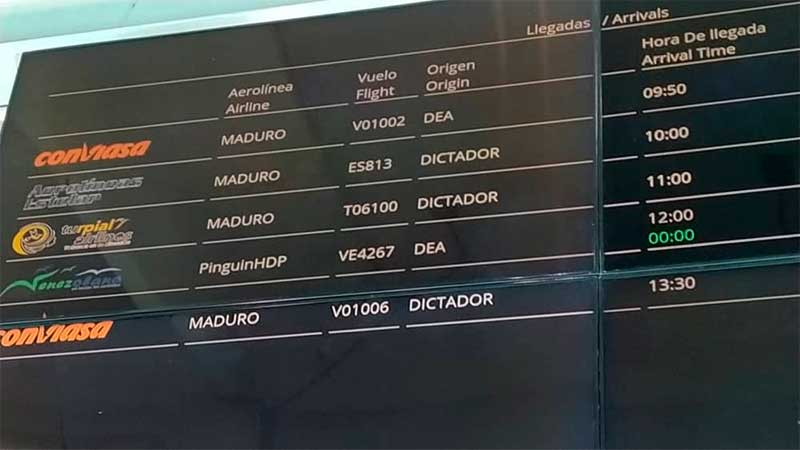 Llegadas / Arrivals
Aerolínea Vuelo Origen Hora De llegada
Airline Flight Origin Arrival Time
conviasa MADURO V01002 DEA 09:50
Aerolíneas Estelar MADURO ES813 DICTADOR 10:00
turpial airlines MADURO T06100 DICTADOR 11:00
Venezolana PinguinHDP VE4267 DEA 12:00
00:00
conviasa MADURO V01006 DICTADOR 13:30